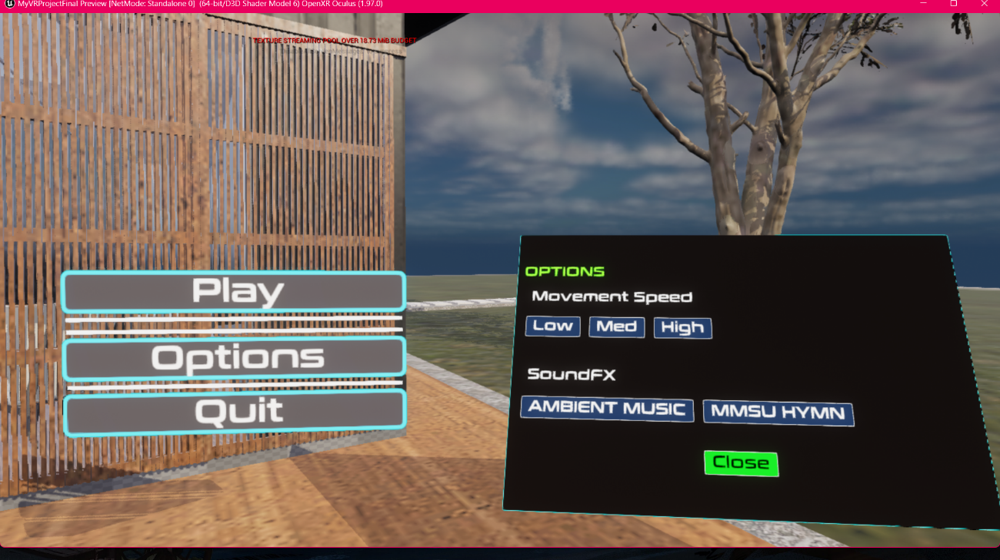 MyVRProjectFinal Preview [NetMode: Standalone 0] (64-bit/D3D Shader Model 6) OpenXR Oculus (1.97.0)
TEXTURE STREAMING POOL OVER 18.73 MiB BUDGET
Play
Options
Quit
OPTIONS
Movement Speed
Low Med High
SoundFX
AMBIENT MUSIC MMSU HYMN
Close